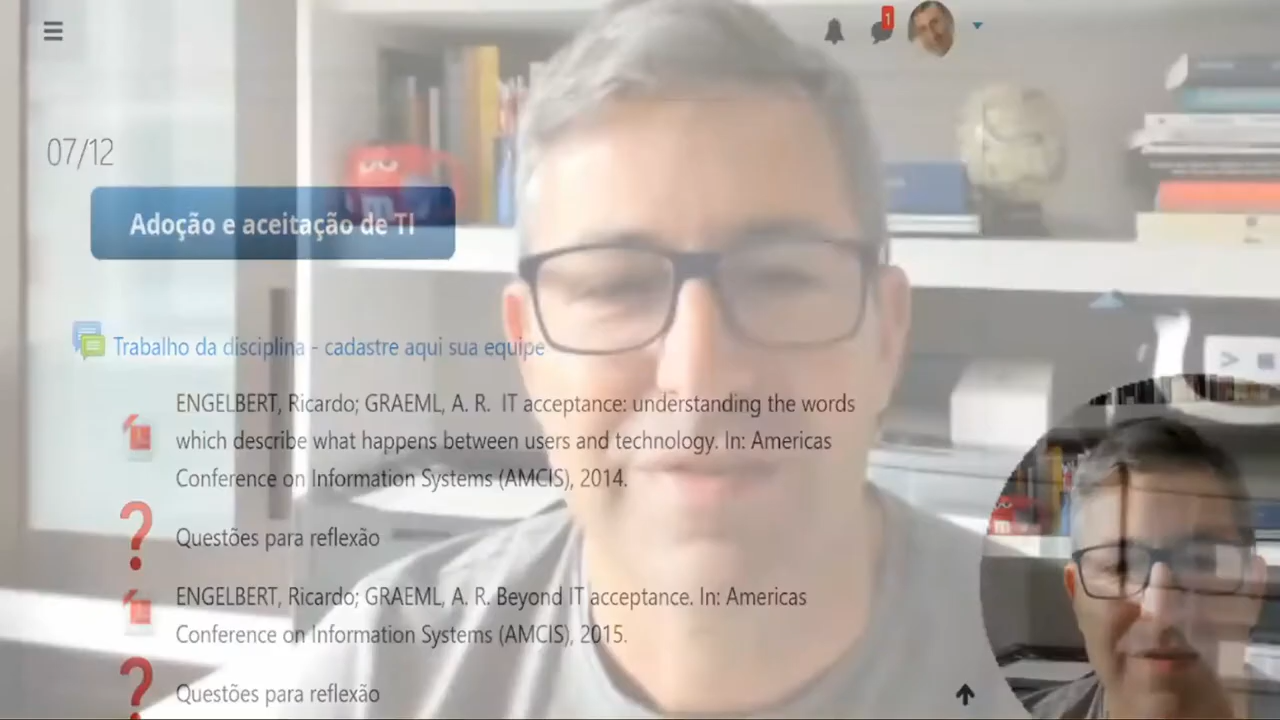 1
07/12
Adoção e aceitação de TI
Trabalho da disciplina - cadastre aqui sua equipe
ENGELBERT, Ricardo; GRAEML, A. R. IT acceptance: understanding the words
which describe what happens between users and technology. In: Americas
Conference on Information Systems (AMCIS), 2014.
Questões para reflexão
ENGELBERT, Ricardo; GRAEML, A. R. Beyond IT acceptance. In: Americas
Conference on Information Systems (AMCIS), 2015.
Questões para reflexão